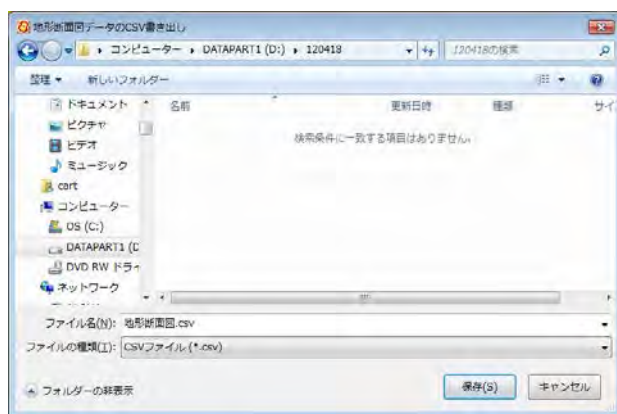 地形断面図データのCSV書き出し
コンピューター ▸ DATAPART1 (D:) ▸ 120418
120418の検索
整理 ▼ 新しいフォルダー
ドキュメント
ピクチャ
ビデオ
ミュージック
cart
コンピューター
OS (C:)
DATAPART1 (D
DVD RW ドラ
ネットワーク
名前 更新日時 種類 サイ
検索条件に一致する項目はありません。
ファイル名(N): 地形断面図.csv
ファイルの種類(T): CSVファイル (*.csv)
フォルダーの非表示
保存(S) キャンセル